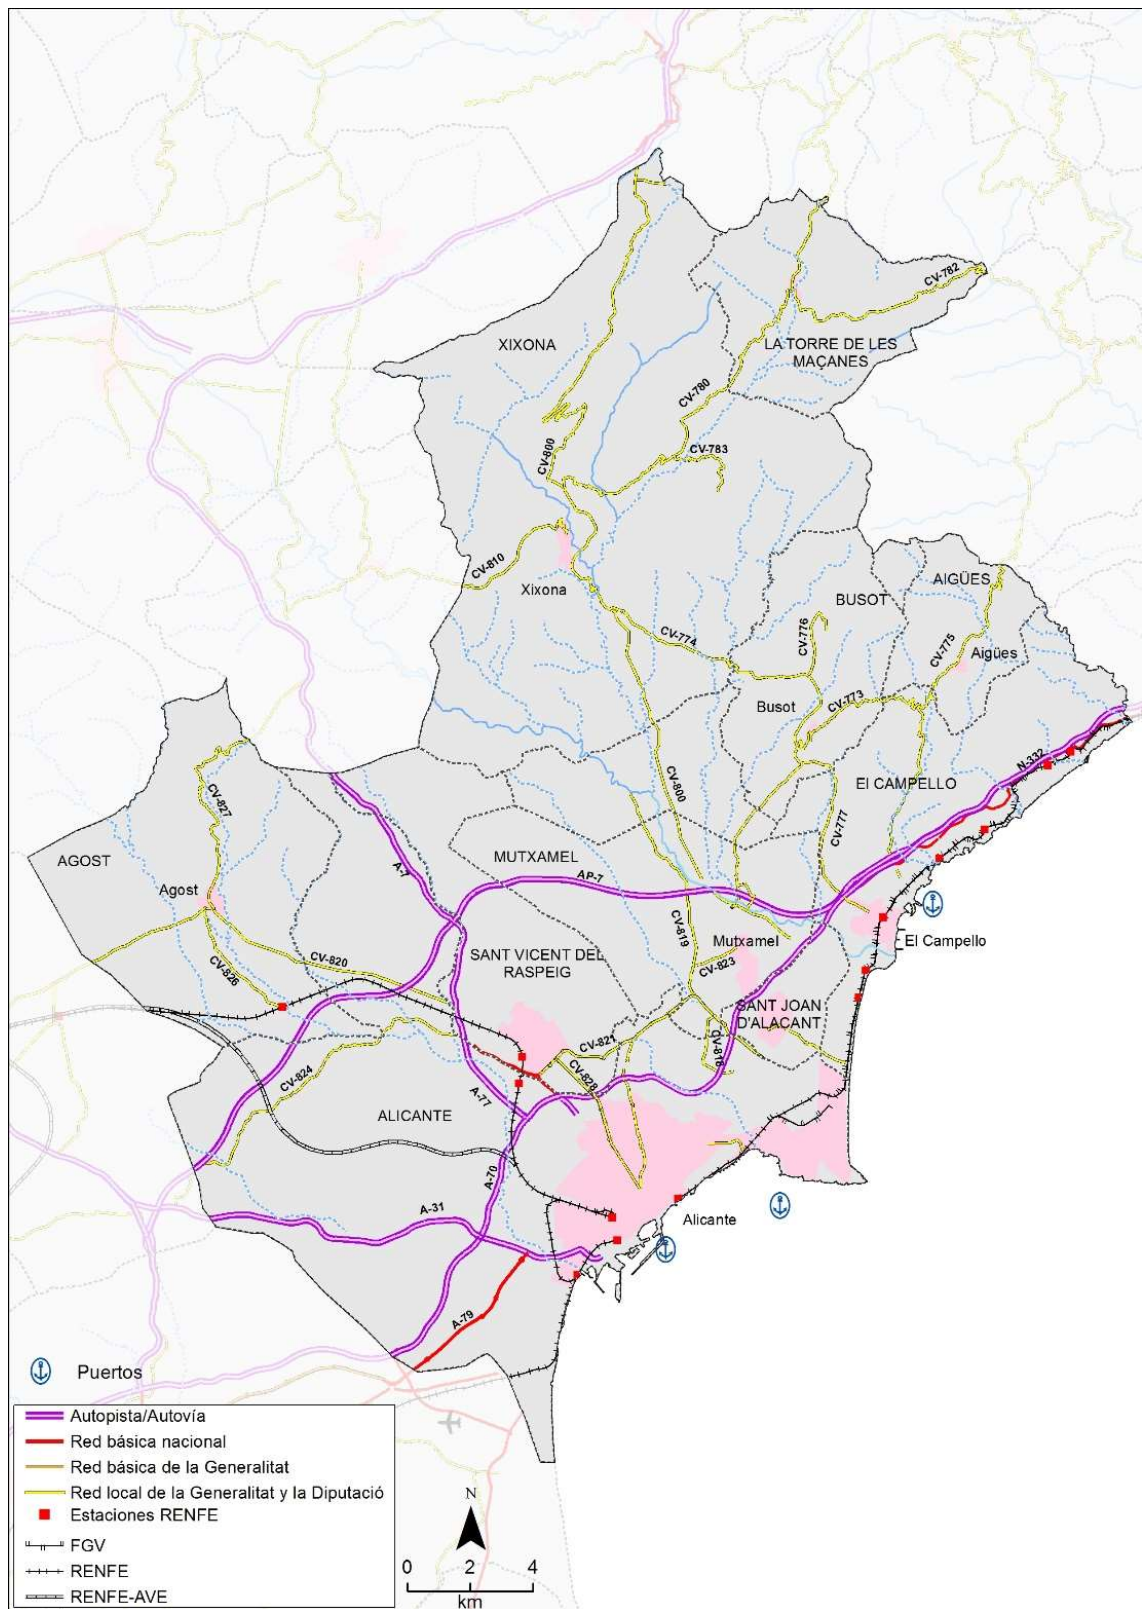 CV-782
XIXONA
LA TORRE DE LES
MAÇANES
CV-780
CV-800
CV-783
CV-810
Xixona
AIGÜES
BUSOT
CV-776
CV-774
CV-775
Aigües
Busot
CV-773
N-332
CV-827
CV-800
El CAMPELLO
CV-777
A-7
AGOST
MUTXAMEL
AP-7
Agost
CV-819
Mutxamel
El Campello
CV-820
SANT VICENT DEL
RASPEIG
CV-823
CV-826
SANT JOAN
D'ALACANT
CV-821
CV-818
CV-824
CV-828
A-77
ALICANTE
A-70
A-31
Alicante
A-79
Puertos
Autopista/Autovía
Red básica nacional
Red básica de la Generalitat
Red local de la Generalitat y la Diputació
Estaciones RENFE
FGV
RENFE
RENFE-AVE
N
0 2 4
km